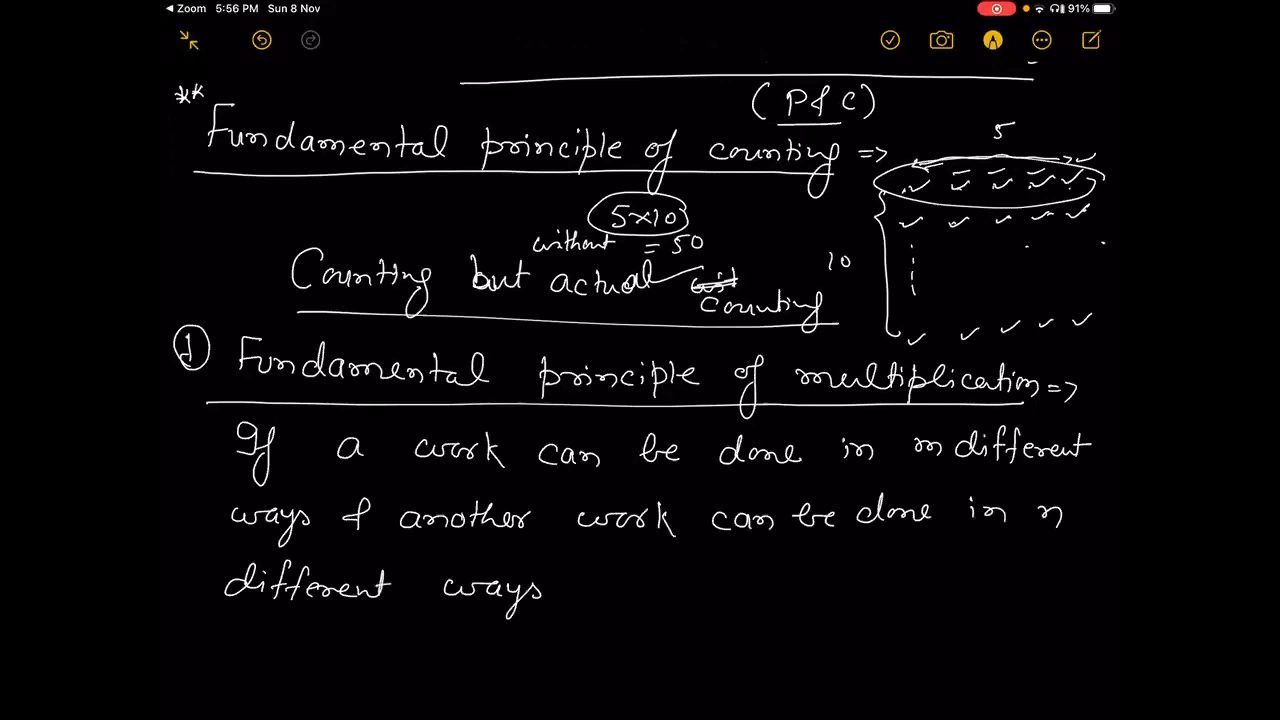 Zoom 5:56 PM Sun 8 Nov 91%
(P & C)
** Fundamental principle of counting =>
5
5×10
without = 50
Counting but actual counting
10
① Fundamental principle of multiplication =>
If a work can be done in m different
ways & another work can be done in n
different ways